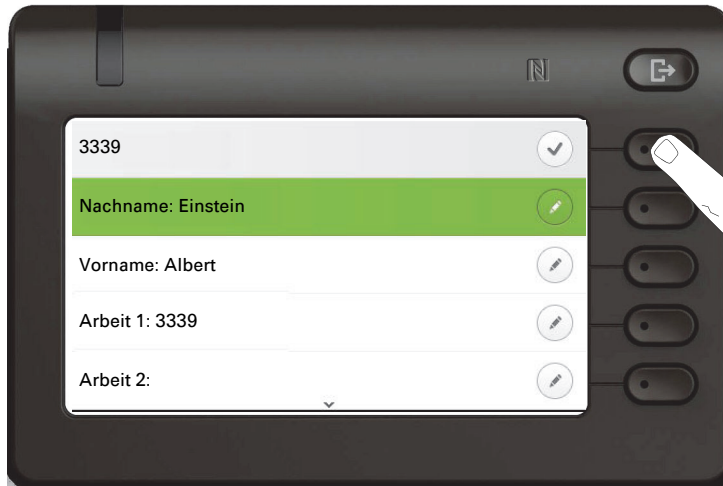 3339
Nachname: Einstein
Vorname: Albert
Arbeit 1: 3339
Arbeit 2: